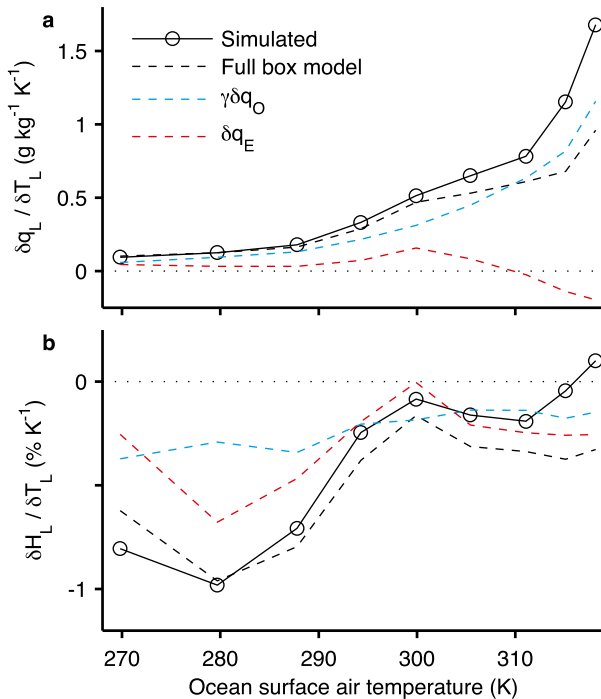 a
1.5
1
0.5
0
δq_L / δT_L (g kg⁻¹ K⁻¹)
Simulated
Full box model
γδq_O
δq_E
b
0
-1
δH_L / δT_L (% K⁻¹)
270 280 290 300 310
Ocean surface air temperature (K)